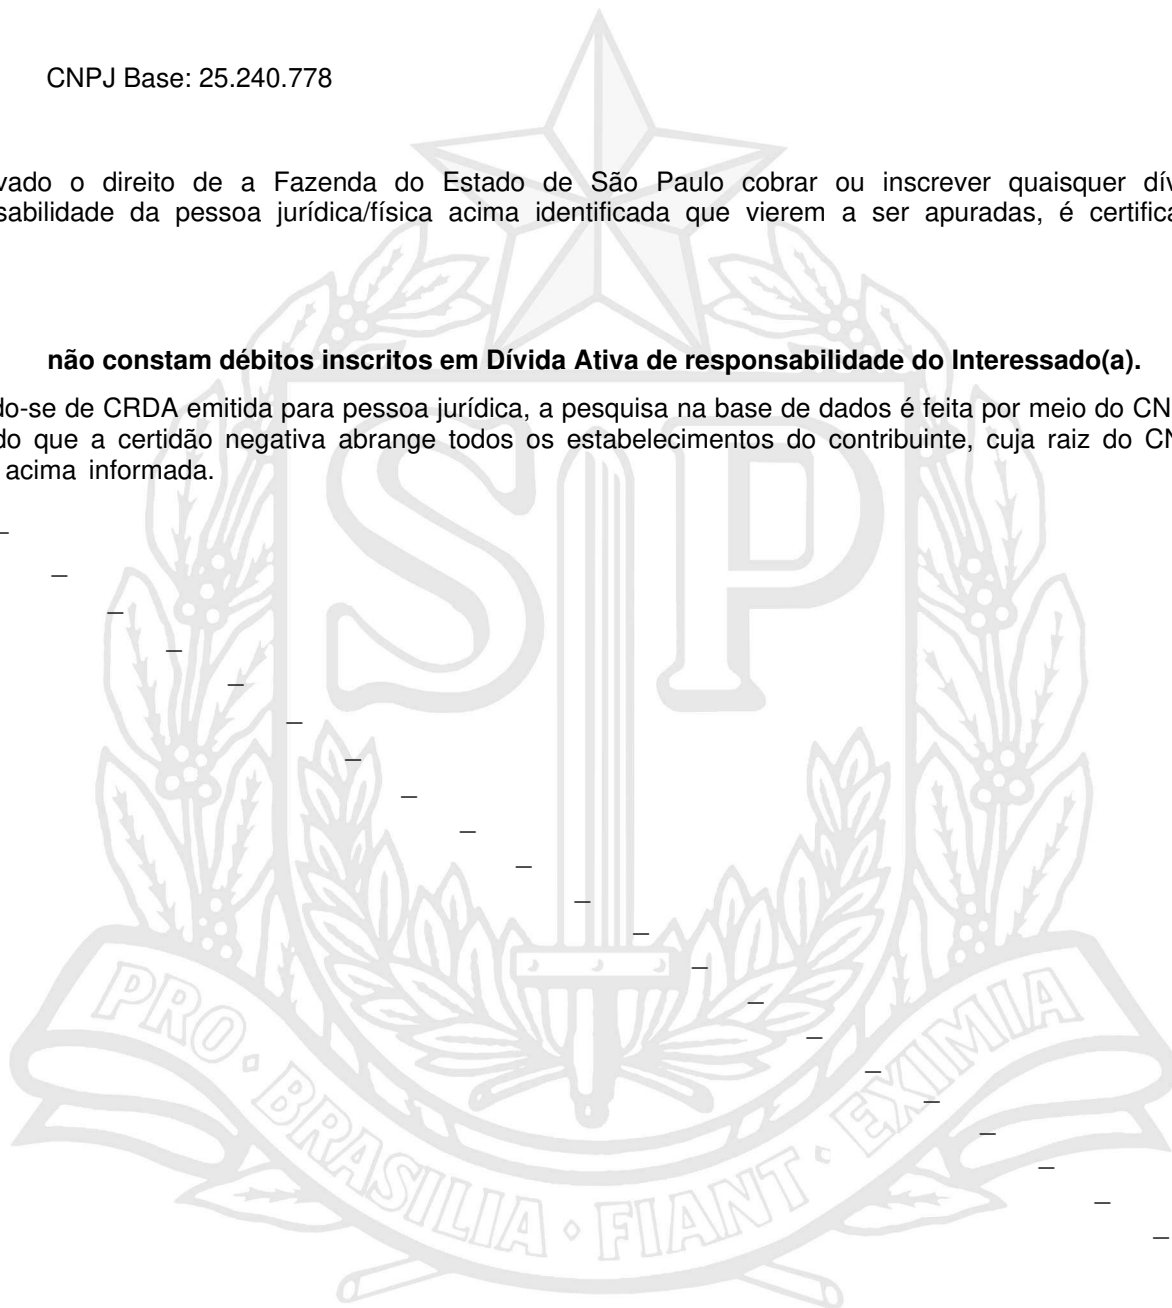 CNPJ Base: 25.240.778
vado o direito de a Fazenda do Estado de São Paulo cobrar ou inscrever quaisquer dív
sabilidade da pessoa jurídica/física acima identificada que vierem a ser apuradas, é certifica
não constam débitos inscritos em Dívida Ativa de responsabilidade do Interessado(a).
do-se de CRDA emitida para pessoa jurídica, a pesquisa na base de dados é feita por meio do CN
do que a certidão negativa abrange todos os estabelecimentos do contribuinte, cuja raiz do CN
acima informada.
SP
PRO • BRASILIA • FIANT • EXIMIA